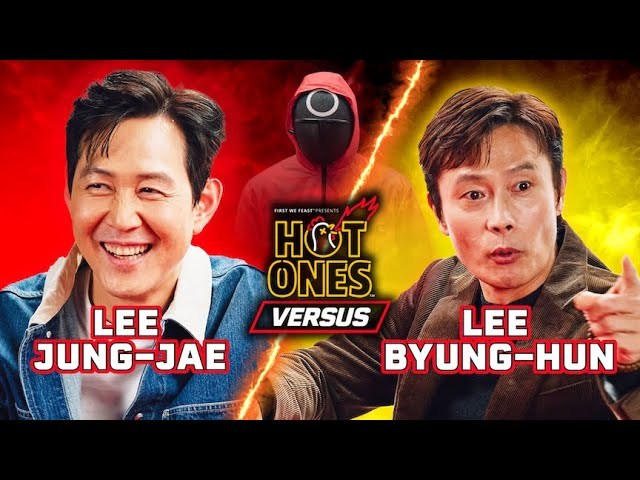 FIRST WE FEAST PRESENTS
HOT
ONES
VERSUS
LEE
JUNG-JAE
LEE
BYUNG-HUN